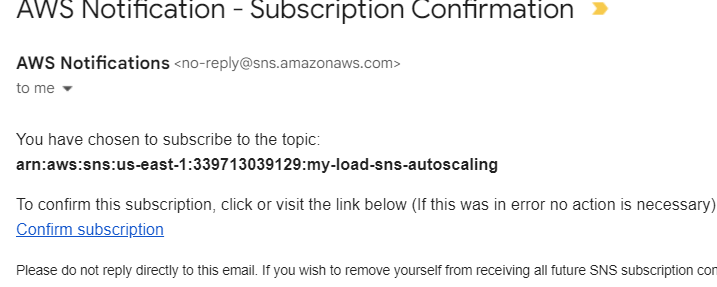 AWS Notification - Subscription Confirmation
AWS Notifications <no-reply@sns.amazonaws.com>
to me
You have chosen to subscribe to the topic:
arn:aws:sns:us-east-1:339713039129:my-load-sns-autoscaling
To confirm this subscription, click or visit the link below (If this was in error no action is necessary)
Confirm subscription
Please do not reply directly to this email. If you wish to remove yourself from receiving all future SNS subscription con